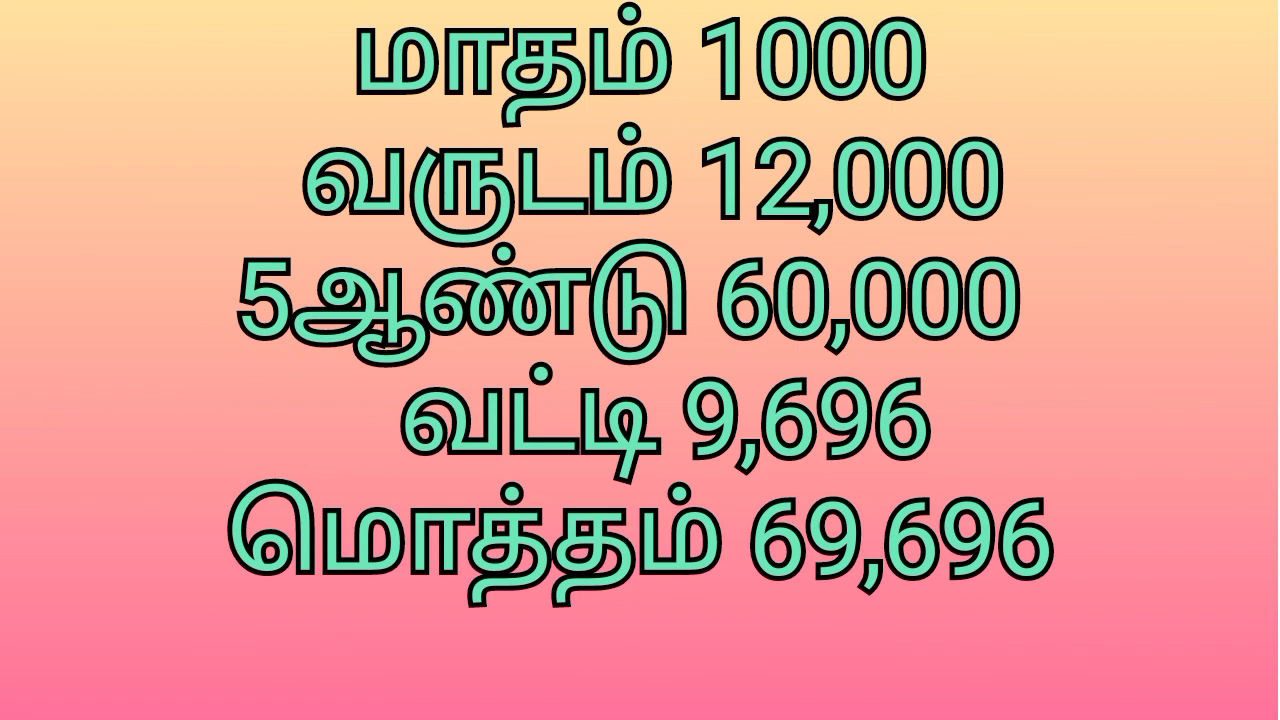 மாதம் 1000
வருடம் 12,000
5ஆண்டு 60,000
வட்டி 9,696
மொத்தம் 69,696